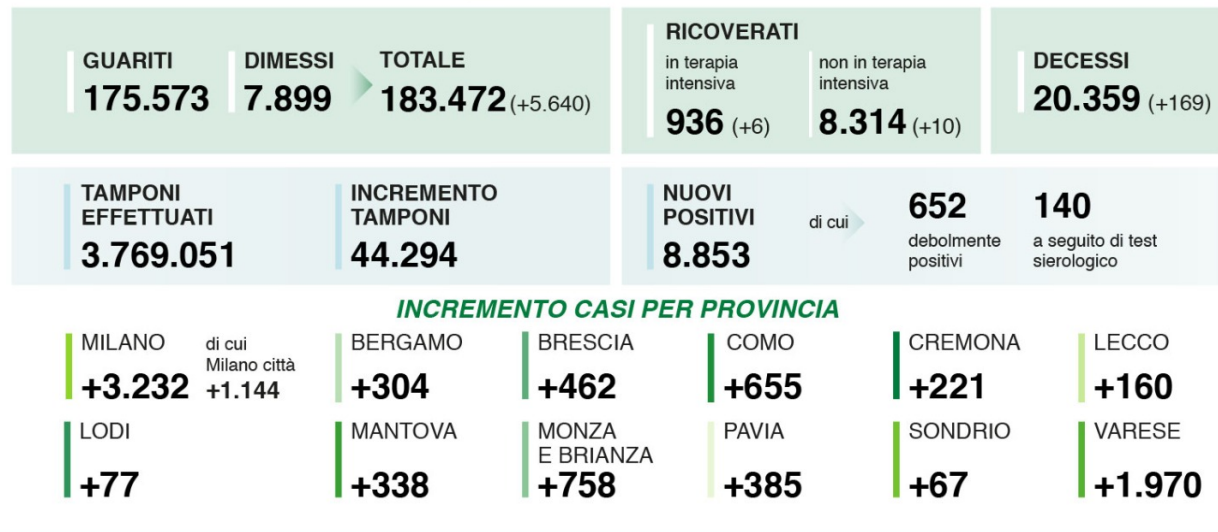 GUARITI
175.573
DIMESSI
7.899
TOTALE
183.472 (+5.640)
RICOVERATI
in terapia
intensiva
936 (+6)
non in terapia
intensiva
8.314 (+10)
DECESSI
20.359 (+169)
TAMPONI
EFFETTUATI
3.769.051
INCREMENTO
TAMPONI
44.294
NUOVI
POSITIVI
8.853
di cui
652
debolmente
positivi
140
a seguito di test
sierologico
INCREMENTO CASI PER PROVINCIA
MILANO
+3.232
di cui
Milano città
+1.144
BERGAMO
+304
BRESCIA
+462
COMO
+655
CREMONA
+221
LECCO
+160
LODI
+77
MANTOVA
+338
MONZA
E BRIANZA
+758
PAVIA
+385
SONDRIO
+67
VARESE
+1.970